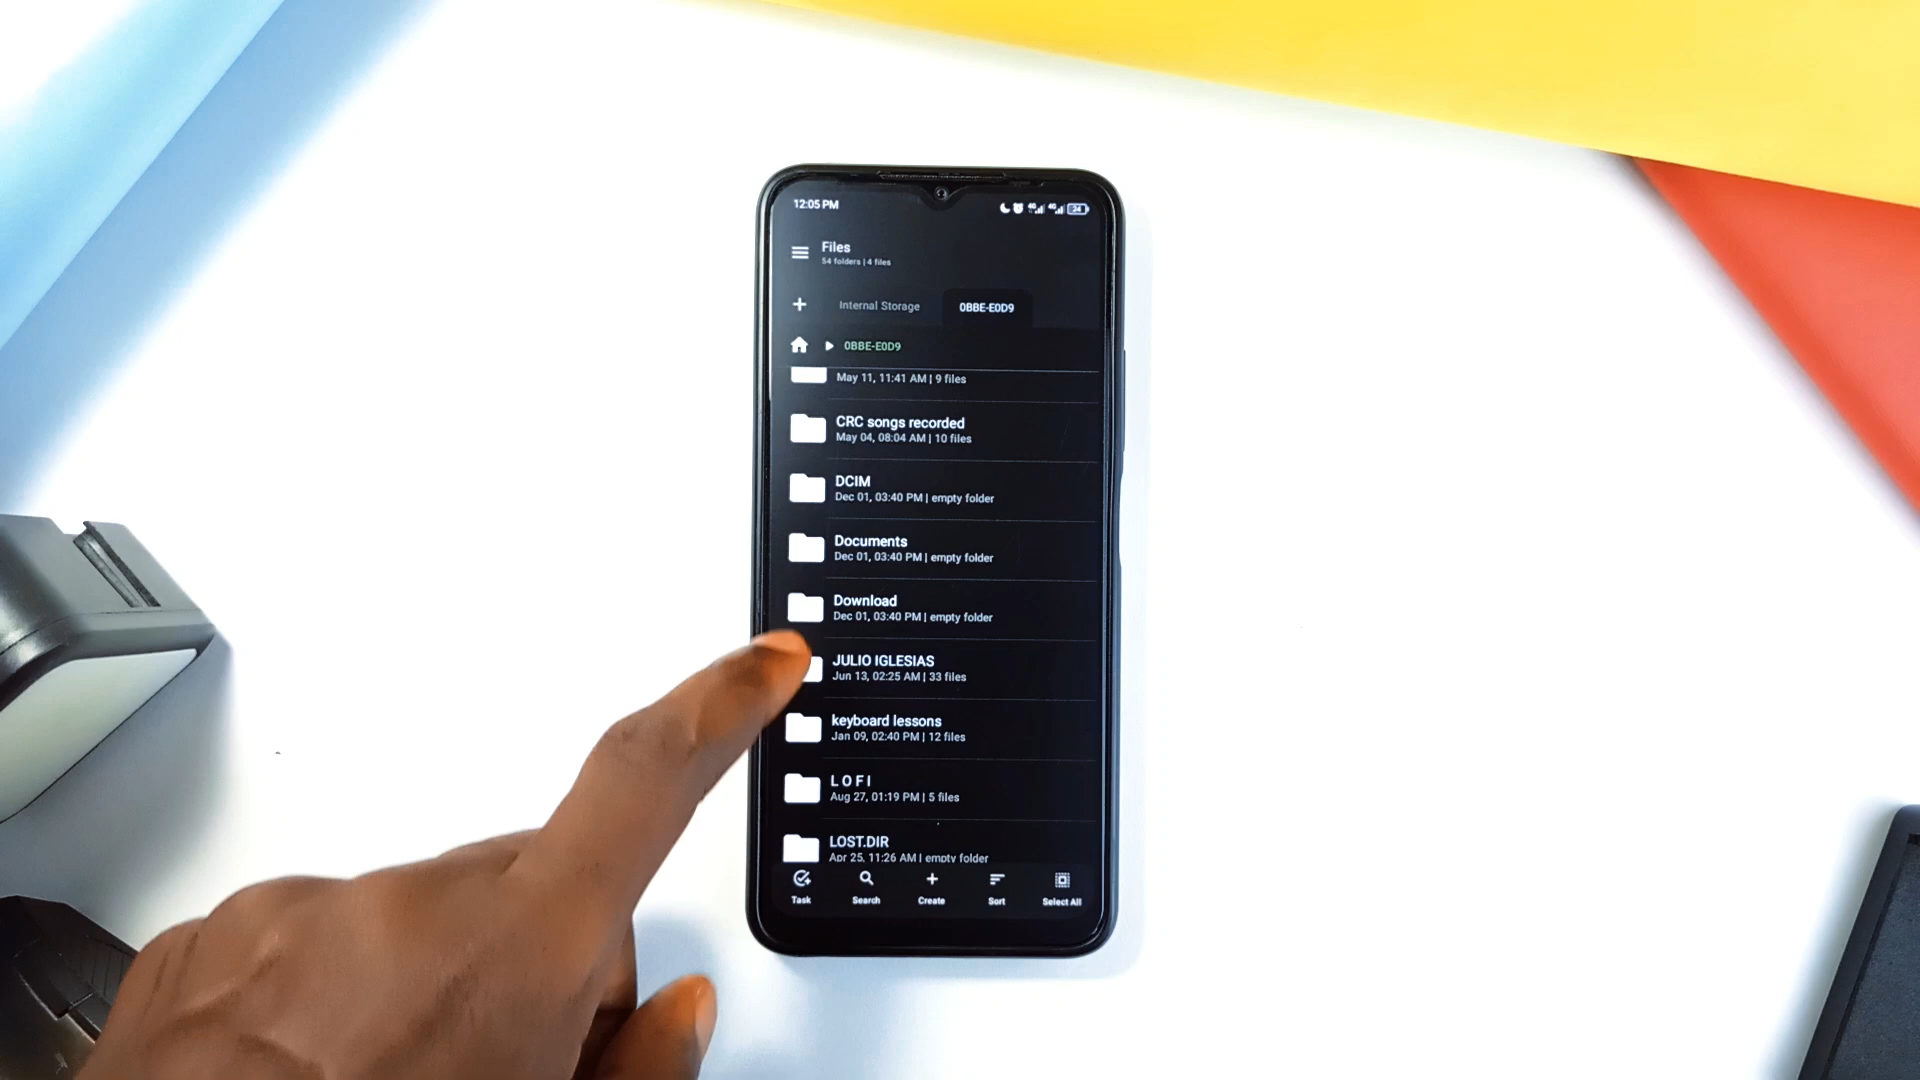 12:05 PM
4G 4G 24
Files
54 folders | 4 files
Internal Storage
0BBE-E0D9
0BBE-E0D9
May 11, 11:41 AM | 9 files
CRC songs recorded
May 04, 08:04 AM | 10 files
DCIM
Dec 01, 03:40 PM | empty folder
Documents
Dec 01, 03:40 PM | empty folder
Download
Dec 01, 03:40 PM | empty folder
JULIO IGLESIAS
Jun 13, 02:25 AM | 33 files
keyboard lessons
Jan 09, 02:40 PM | 12 files
L O F I
Aug 27, 01:19 PM | 5 files
LOST.DIR
Apr 25, 11:26 AM | empty folder
Task
Search
Create
Sort
Select All